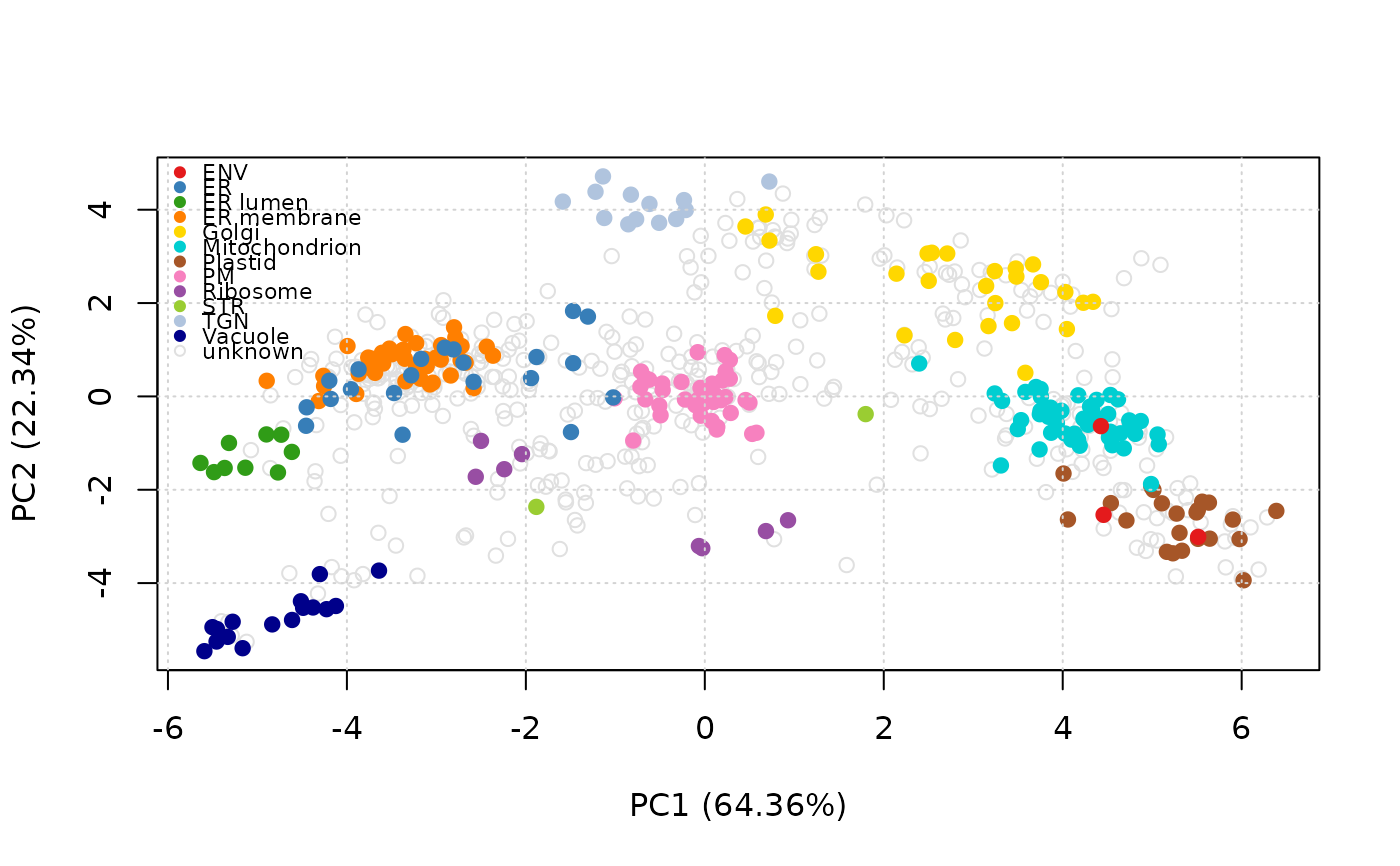 ENV
ER
ER lumen
ER membrane
Golgi
Mitochondrion
Plastid
PM
Ribosome
STR
TGN
Vacuole
unknown
4
2
0
-2
-4
PC2 (22.34%)
-6 -4 -2 0 2 4 6
PC1 (64.36%)